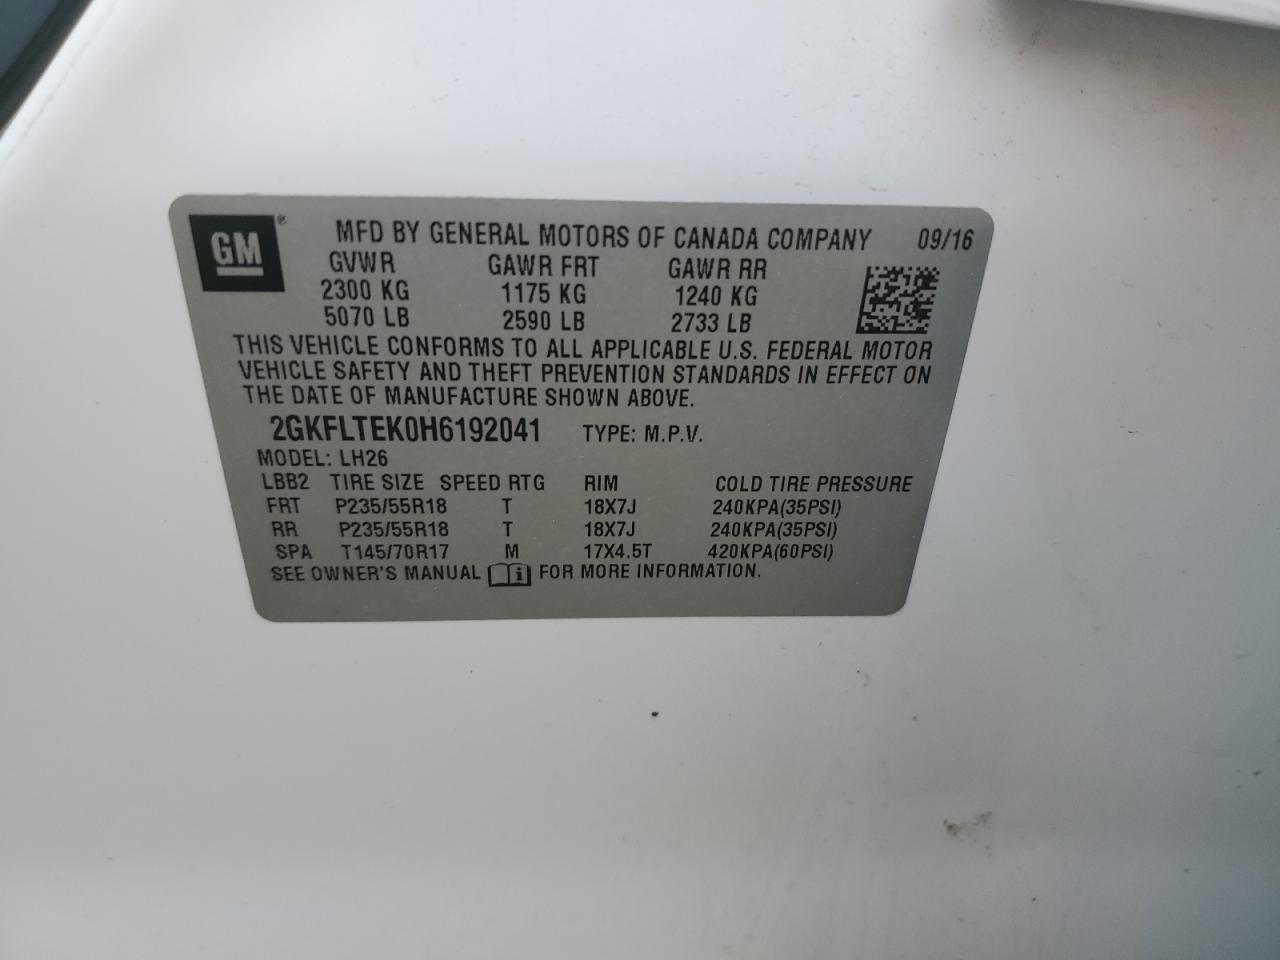 GM ® MFD BY GENERAL MOTORS OF CANADA COMPANY 09/16
GVWR GAWR FRT GAWR RR
2300 KG 1175 KG 1240 KG
5070 LB 2590 LB 2733 LB
THIS VEHICLE CONFORMS TO ALL APPLICABLE U.S. FEDERAL MOTOR
VEHICLE SAFETY AND THEFT PREVENTION STANDARDS IN EFFECT ON
THE DATE OF MANUFACTURE SHOWN ABOVE.
2GKFLTEK0H6192041 TYPE: M.P.V.
MODEL: LH26
LBB2 TIRE SIZE SPEED RTG RIM COLD TIRE PRESSURE
FRT P235/55R18 T 18X7J 240KPA(35PSI)
RR P235/55R18 T 18X7J 240KPA(35PSI)
SPA T145/70R17 M 17X4.5T 420KPA(60PSI)
SEE OWNER'S MANUAL i FOR MORE INFORMATION.